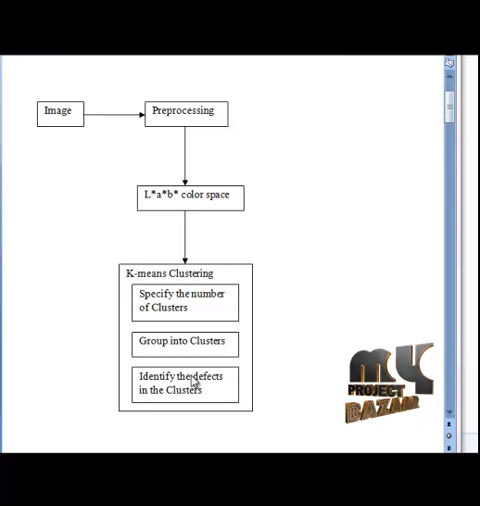 Image
Preprocessing
L*a*b* color space
K-means Clustering
Specify the number
of Clusters
Group into Clusters
Identify the defects
in the Clusters
MY
PROJECT
BAZAAR